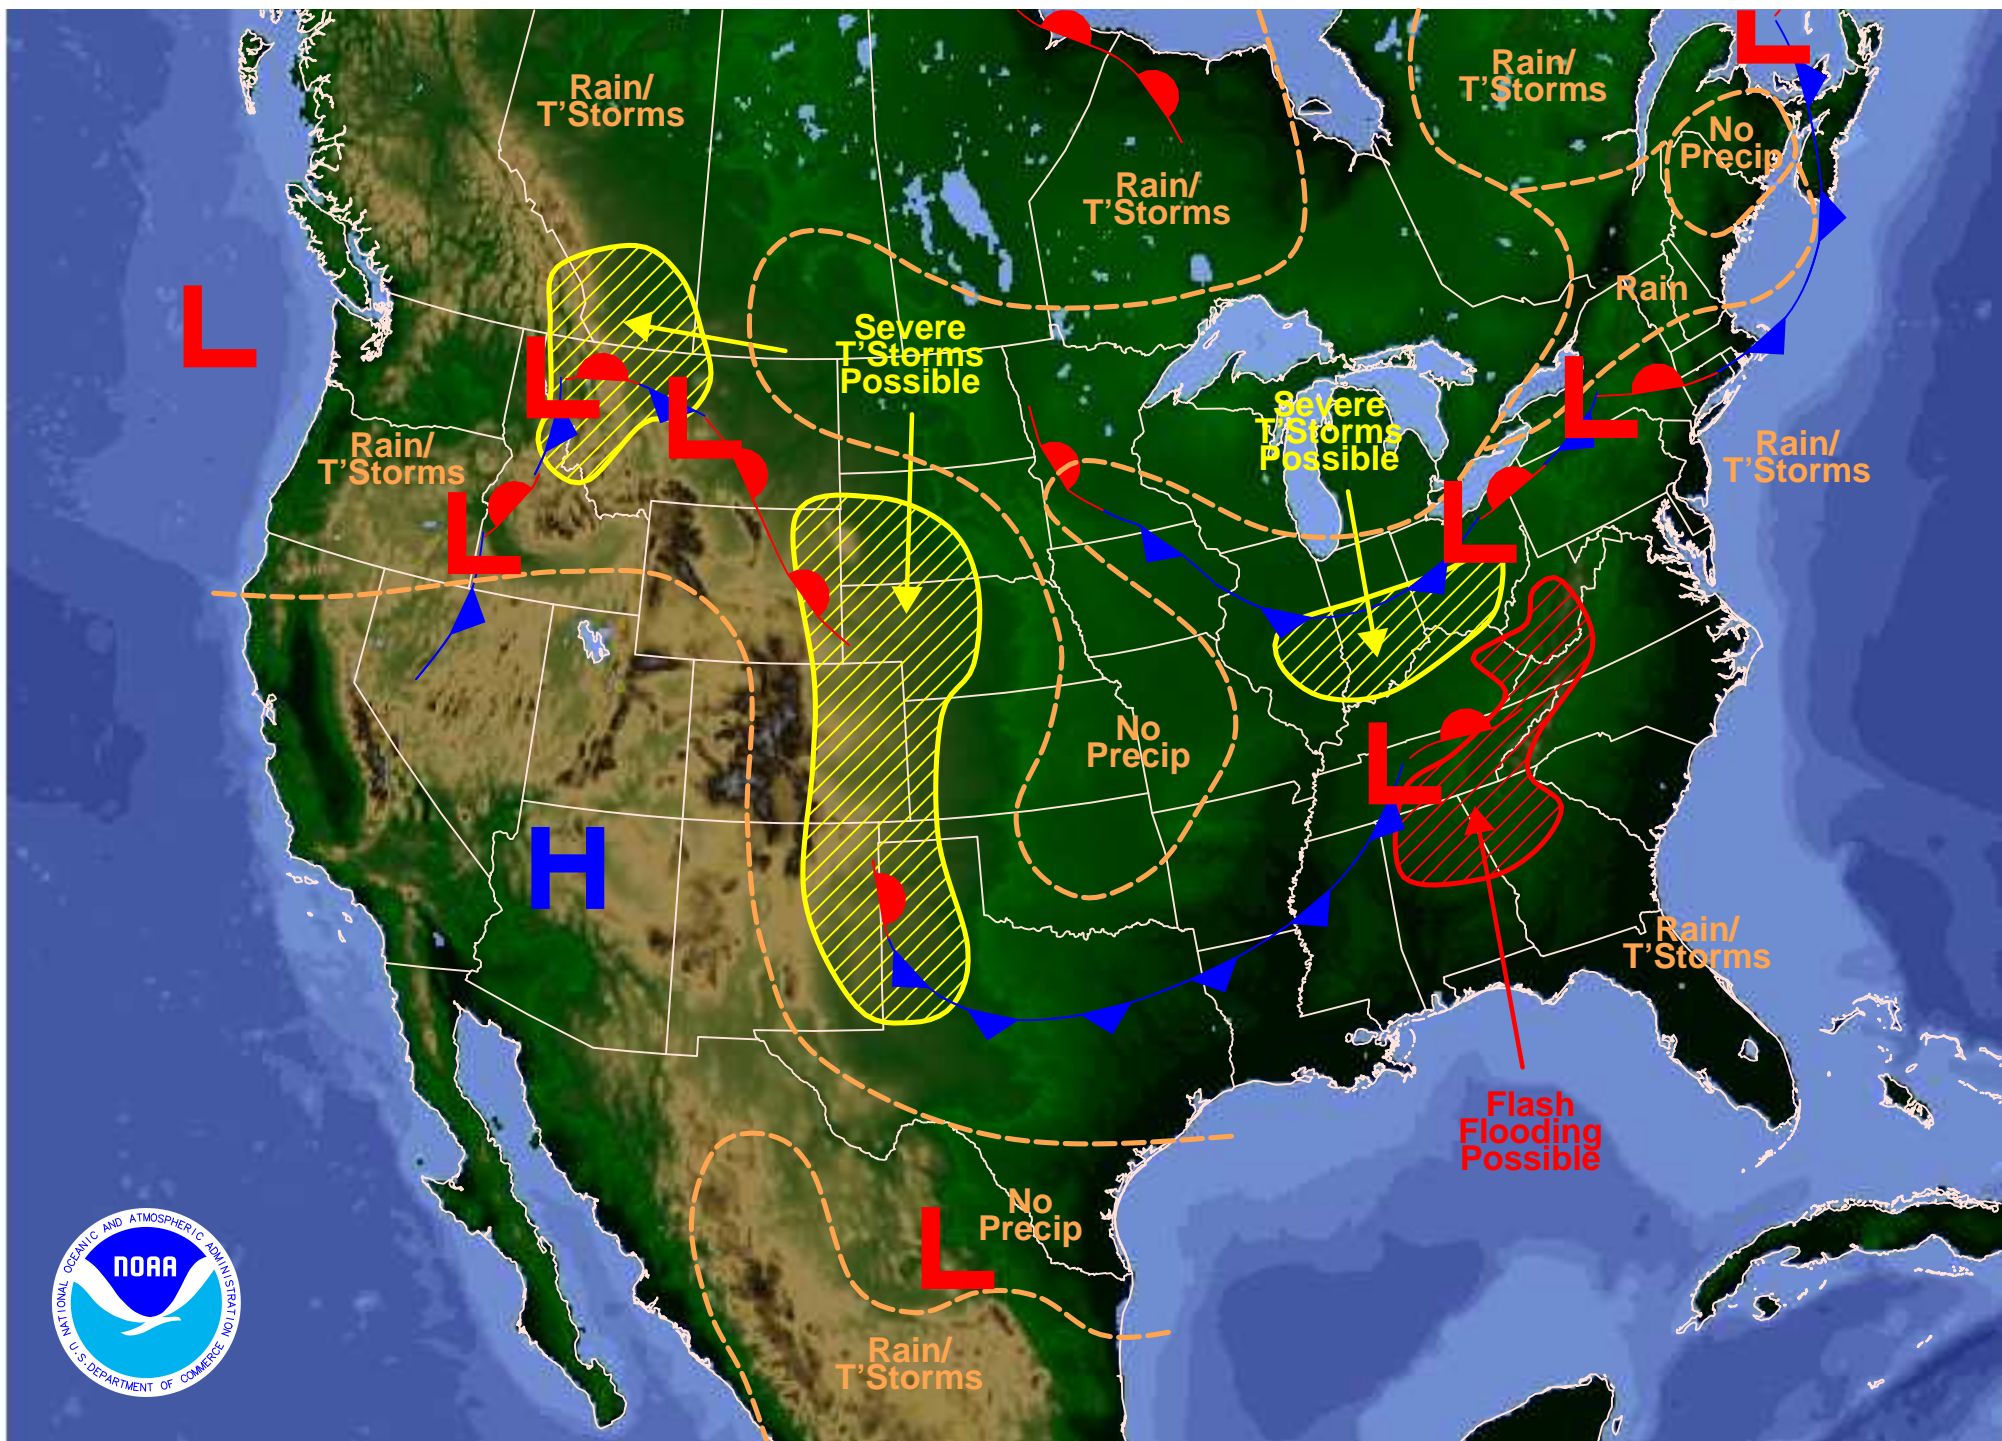 Rain/
T'Storms
Rain/
T'Storms
No
Precip
Rain/
T'Storms
L
L
Rain
Severe
T'Storms
Possible
L
L
L
Severe
T'Storms
Possible
Rain/
T'Storms
Rain/
T'Storms
L
L
No
Precip
L
H
Rain/
T'Storms
Flash
Flooding
Possible
No
Precip
L
Rain/
T'Storms
NATIONAL OCEANIC AND ATMOSPHERIC ADMINISTRATION
NOAA
U.S. DEPARTMENT OF COMMERCE